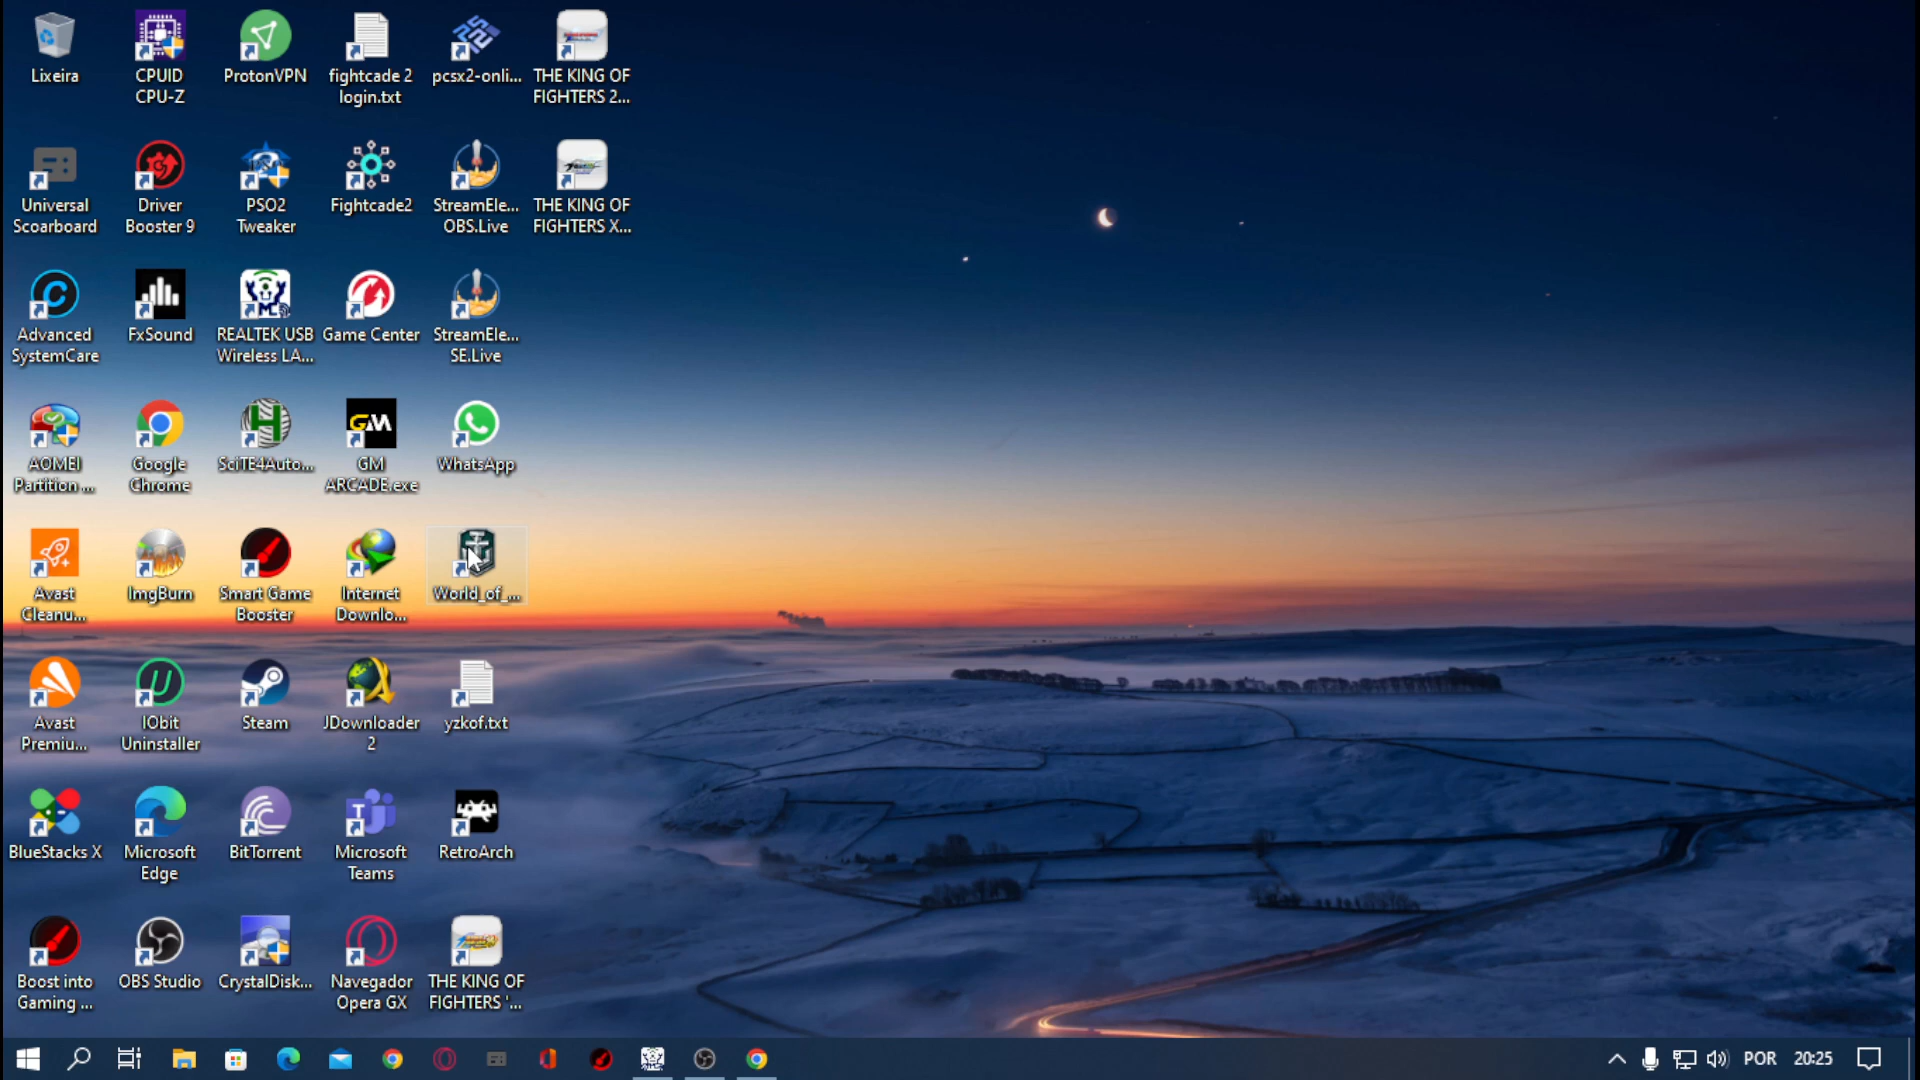 Lixeira
CPUID
CPU-Z
ProtonVPN
fightcade 2
login.txt
pcsx2-onli...
THE KING OF
FIGHTERS 2...
Universal
Scoarboard
Driver
Booster 9
PSO2
Tweaker
Fightcade2
StreamEle...
OBS.Live
THE KING OF
FIGHTERS X...
Advanced
SystemCare
FxSound
REALTEK USB
Wireless LA...
Game Center
StreamEle...
SE.Live
AOMEI
Partition ...
Google
Chrome
SciTE4Auto...
GM
GM
ARCADE.exe
WhatsApp
Avast
Cleanu...
ImgBurn
Smart Game
Booster
Internet
Downlo...
World_of_...
Avast
Premiu...
IObit
Uninstaller
Steam
JDownloader
2
yzkof.txt
BlueStacks X
Microsoft
Edge
BitTorrent
Microsoft
Teams
RetroArch
Boost into
Gaming ...
OBS Studio
CrystalDisk...
Navegador
Opera GX
THE KING OF
FIGHTERS '...
POR
20:25